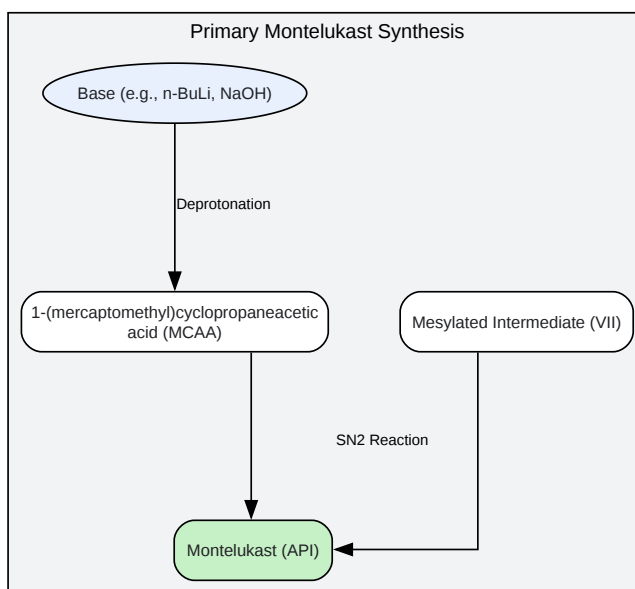 Primary Montelukast Synthesis
Base (e.g., n-BuLi, NaOH)
Deprotonation
1-(mercaptomethyl)cyclopropaneacetic
acid (MCAA)
Mesylated Intermediate (VII)
SN2 Reaction
Montelukast (API)